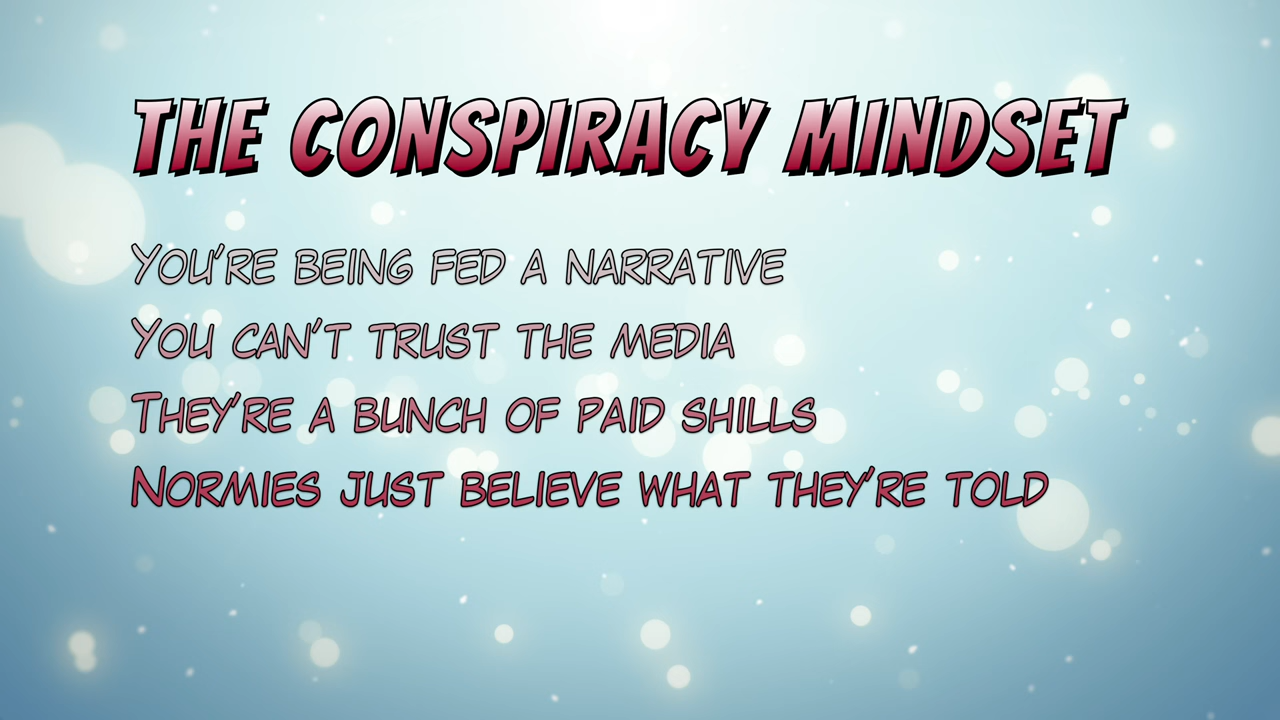 THE CONSPIRACY MINDSET
YOU'RE BEING FED A NARRATIVE
YOU CAN'T TRUST THE MEDIA
THEY'RE A BUNCH OF PAID SHILLS
NORMIES JUST BELIEVE WHAT THEY'RE TOLD